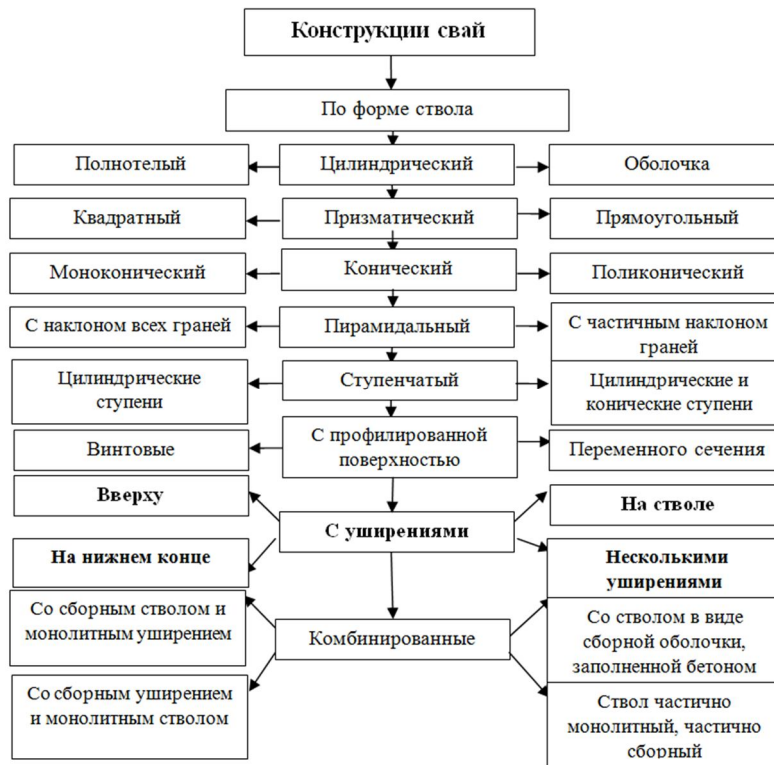 Конструкции свай
По форме ствола
Полнотелый
Цилиндрический
Оболочка
Квадратный
Призматический
Прямоугольный
Моноконический
Конический
Поликонический
С наклоном всех граней
Пирамидальный
С частичным наклоном
граней
Цилиндрические
ступени
Ступенчатый
Цилиндрические и
конические ступени
Винтовые
С профилированной
поверхностью
Переменного сечения
Вверху
На стволе
С уширениями
На нижнем конце
Несколькими
уширениями
Со сборным стволом и
монолитным уширением
Комбинированные
Со стволом в виде
сборной оболочки,
заполненной бетоном
Со сборным уширением
и монолитным стволом
Ствол частично
монолитный, частично
сборный